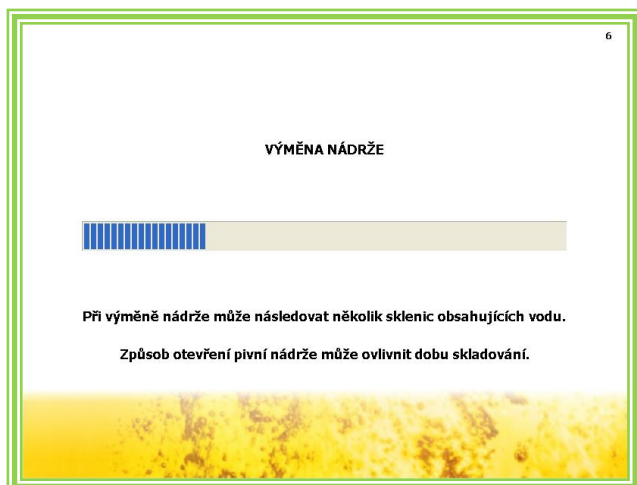 6
VÝMĚNA NÁDRŽE
Při výměně nádrže může následovat několik sklenic obsahujících vodu.
Způsob otevření pivní nádrže může ovlivnit dobu skladování.